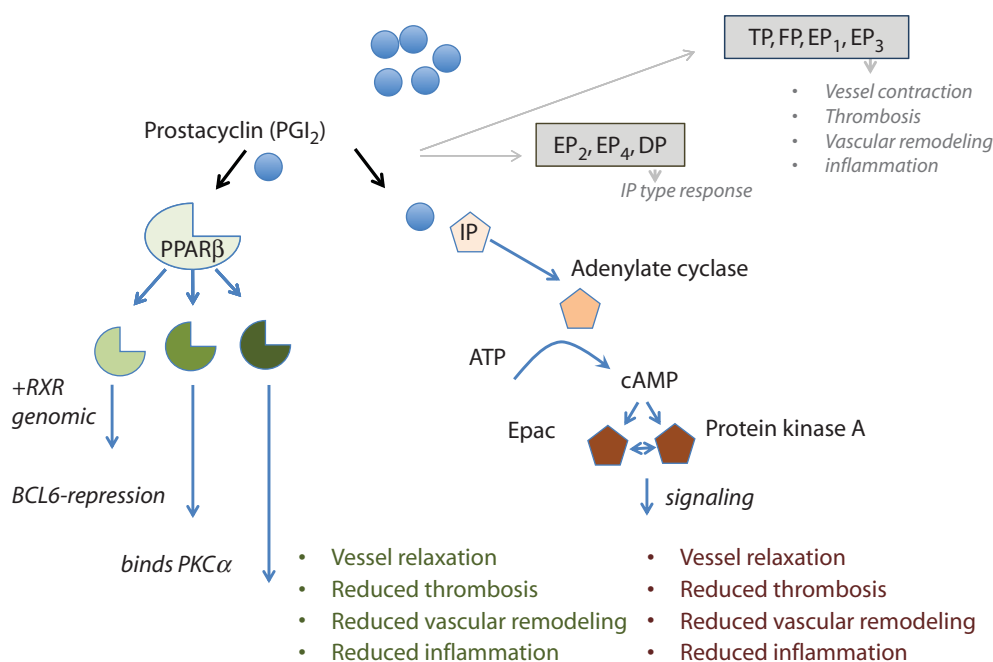 TP, FP, EP₁, EP₃
• Vessel contraction
• Thrombosis
• Vascular remodeling
• inflammation
Prostacyclin (PGI₂)
EP₂, EP₄, DP
IP type response
PPARβ
IP
Adenylate cyclase
ATP
cAMP
+RXR
genomic
Epac
Protein kinase A
BCL6-repression
signaling
binds PKCα
• Vessel relaxation
• Reduced thrombosis
• Reduced vascular remodeling
• Reduced inflammation
• Vessel relaxation
• Reduced thrombosis
• Reduced vascular remodeling
• Reduced inflammation